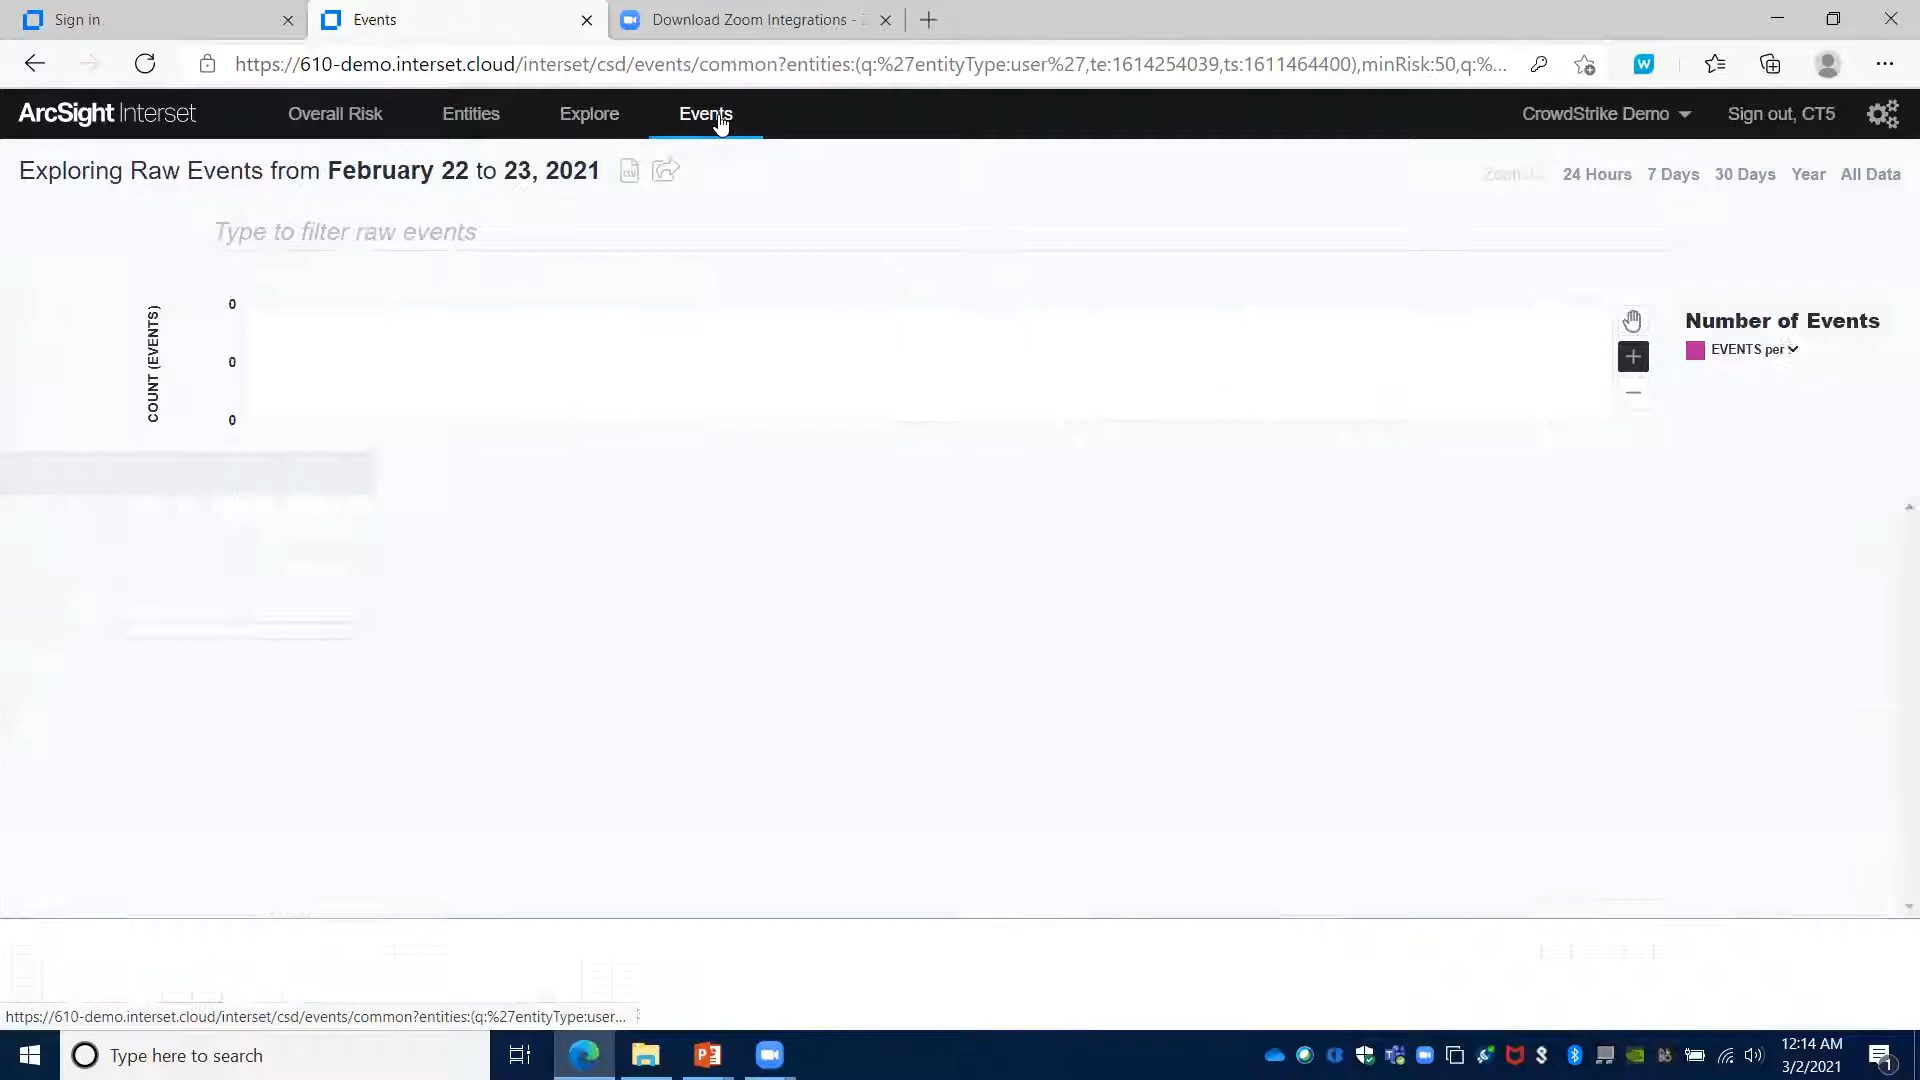 Sign in
Events
Download Zoom Integrations -
https://610-demo.interset.cloud/interset/csd/events/common?entities:(q:%27entityType:user%27,te:1614254039,ts:1611464400),minRisk:50,q:%...
ArcSight Interset
Overall Risk
Entities
Explore
Events
CrowdStrike Demo
Sign out, CT5
Exploring Raw Events from February 22 to 23, 2021
24 Hours
7 Days
30 Days
Year
All Data
Type to filter raw events
COUNT (EVENTS)
0
0
0
Number of Events
EVENTS per
https://610-demo.interset.cloud/interset/csd/events/common?entities:(q:%27entityType:user...
Type here to search
12:14 AM
3/2/2021
1